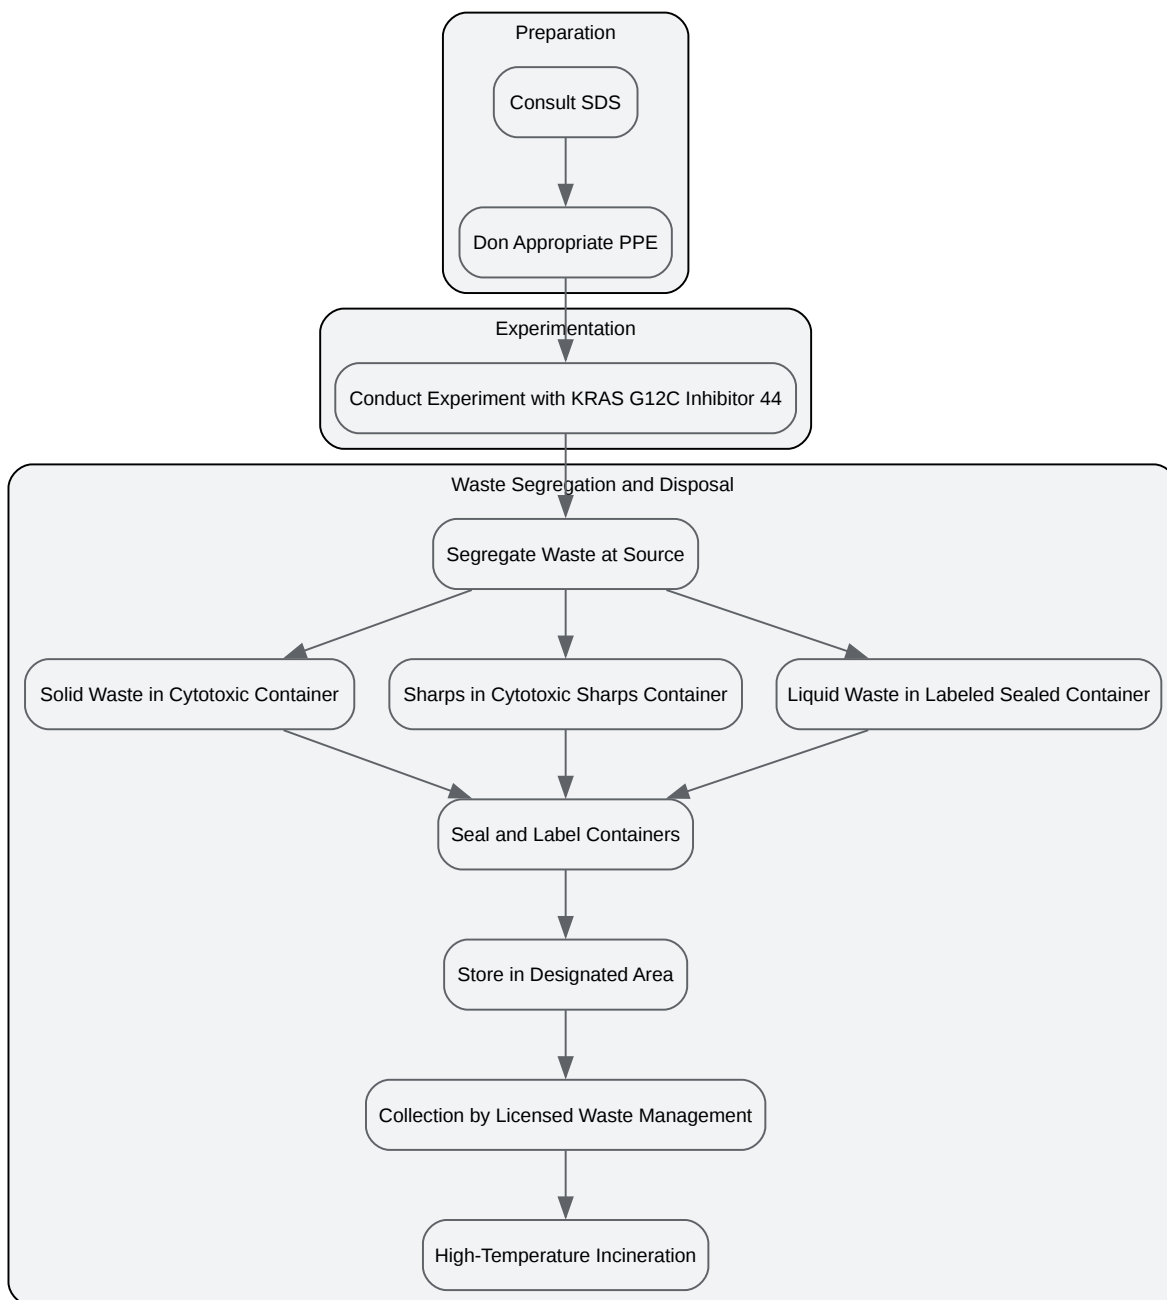 Preparation
Consult SDS
Don Appropriate PPE
Experimentation
Conduct Experiment with KRAS G12C Inhibitor 44
Waste Segregation and Disposal
Segregate Waste at Source
Solid Waste in Cytotoxic Container
Sharps in Cytotoxic Sharps Container
Liquid Waste in Labeled Sealed Container
Seal and Label Containers
Store in Designated Area
Collection by Licensed Waste Management
High-Temperature Incineration